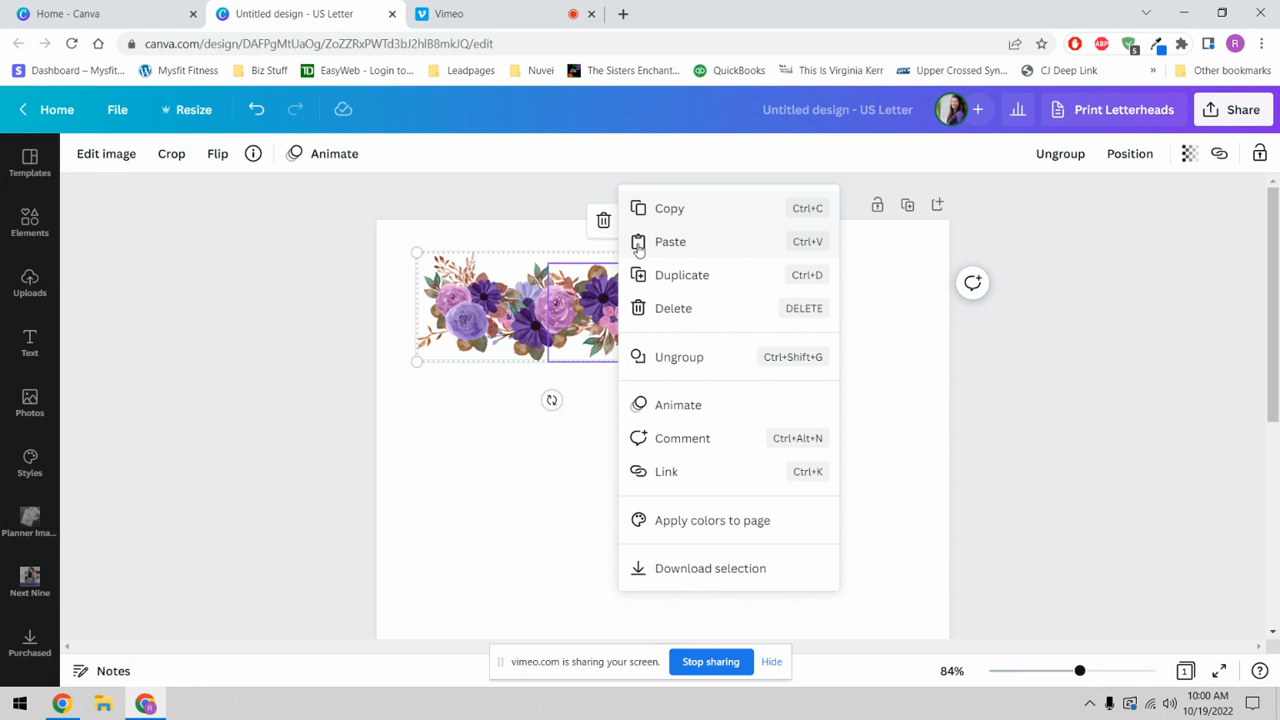 Home - Canva
Untitled design - US Letter
Vimeo
canva.com/design/DAFPgMtUaOg/ZoZZRxPWTd3bJ2hlB8mkJQ/edit
ABP
5
R
Dashboard – Mysfit...
Mysfit Fitness
Biz Stuff
TD
EasyWeb - Login to...
Leadpages
Nuvei
The Sisters Enchant...
QuickBooks
This Is Virginia Kerr
Upper Crossed Syn...
CJ Deep Link
Other bookmarks
Home
File
Resize
Untitled design - US Letter
Print Letterheads
Share
Edit image
Crop
Flip
Animate
Ungroup
Position
Templates
Elements
Uploads
Text
Photos
Styles
Planner Ima...
Next Nine
Purchased
Copy Ctrl+C
Paste Ctrl+V
Duplicate Ctrl+D
Delete DELETE
Ungroup Ctrl+Shift+G
Animate
Comment Ctrl+Alt+N
Link Ctrl+K
Apply colors to page
Download selection
vimeo.com is sharing your screen.
Stop sharing
Hide
Notes
84%
1
10:00 AM
10/19/2022